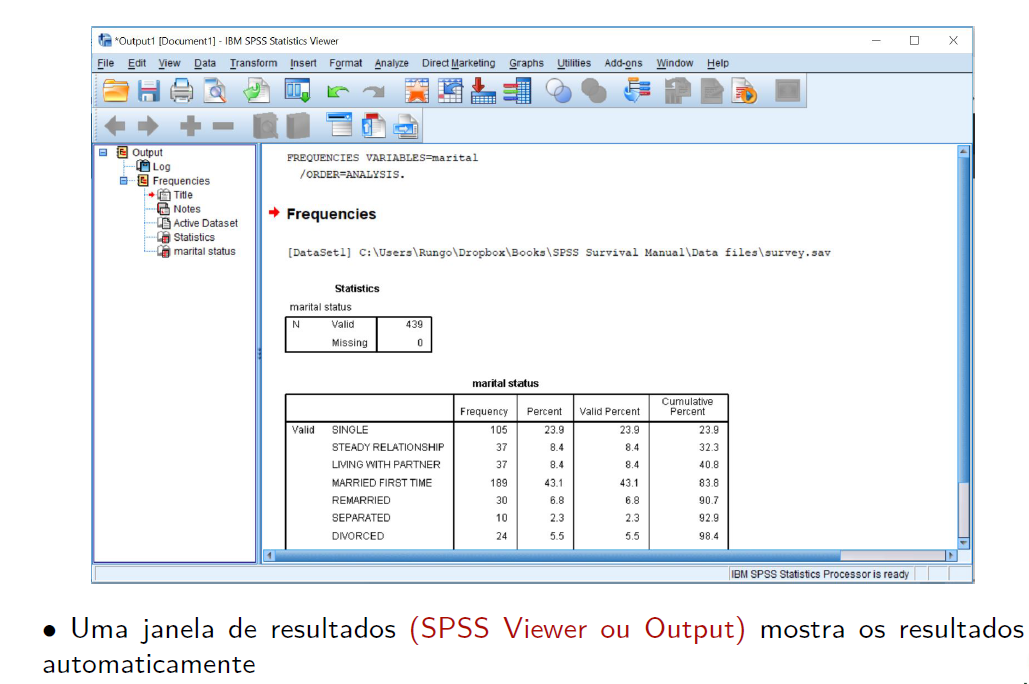 *Output1 [Document1] - IBM SPSS Statistics Viewer
File Edit View Data Transform Insert Format Analyze Direct Marketing Graphs Utilities Add-ons Window Help
Output
Log
Frequencies
Title
Notes
Active Dataset
Statistics
marital status
FREQUENCIES VARIABLES=marital
/ORDER=ANALYSIS.
Frequencies
[DataSet1] C:\Users\Rungo\Dropbox\Books\SPSS Survival Manual\Data files\survey.sav
Statistics
marital status
N Valid 439
Missing 0
marital status
Frequency Percent Valid Percent Cumulative Percent
Valid SINGLE 105 23.9 23.9 23.9
STEADY RELATIONSHIP 37 8.4 8.4 32.3
LIVING WITH PARTNER 37 8.4 8.4 40.8
MARRIED FIRST TIME 189 43.1 43.1 83.8
REMARRIED 30 6.8 6.8 90.7
SEPARATED 10 2.3 2.3 92.9
DIVORCED 24 5.5 5.5 98.4
IBM SPSS Statistics Processor is ready
• Uma janela de resultados (SPSS Viewer ou Output) mostra os resultados
automaticamente